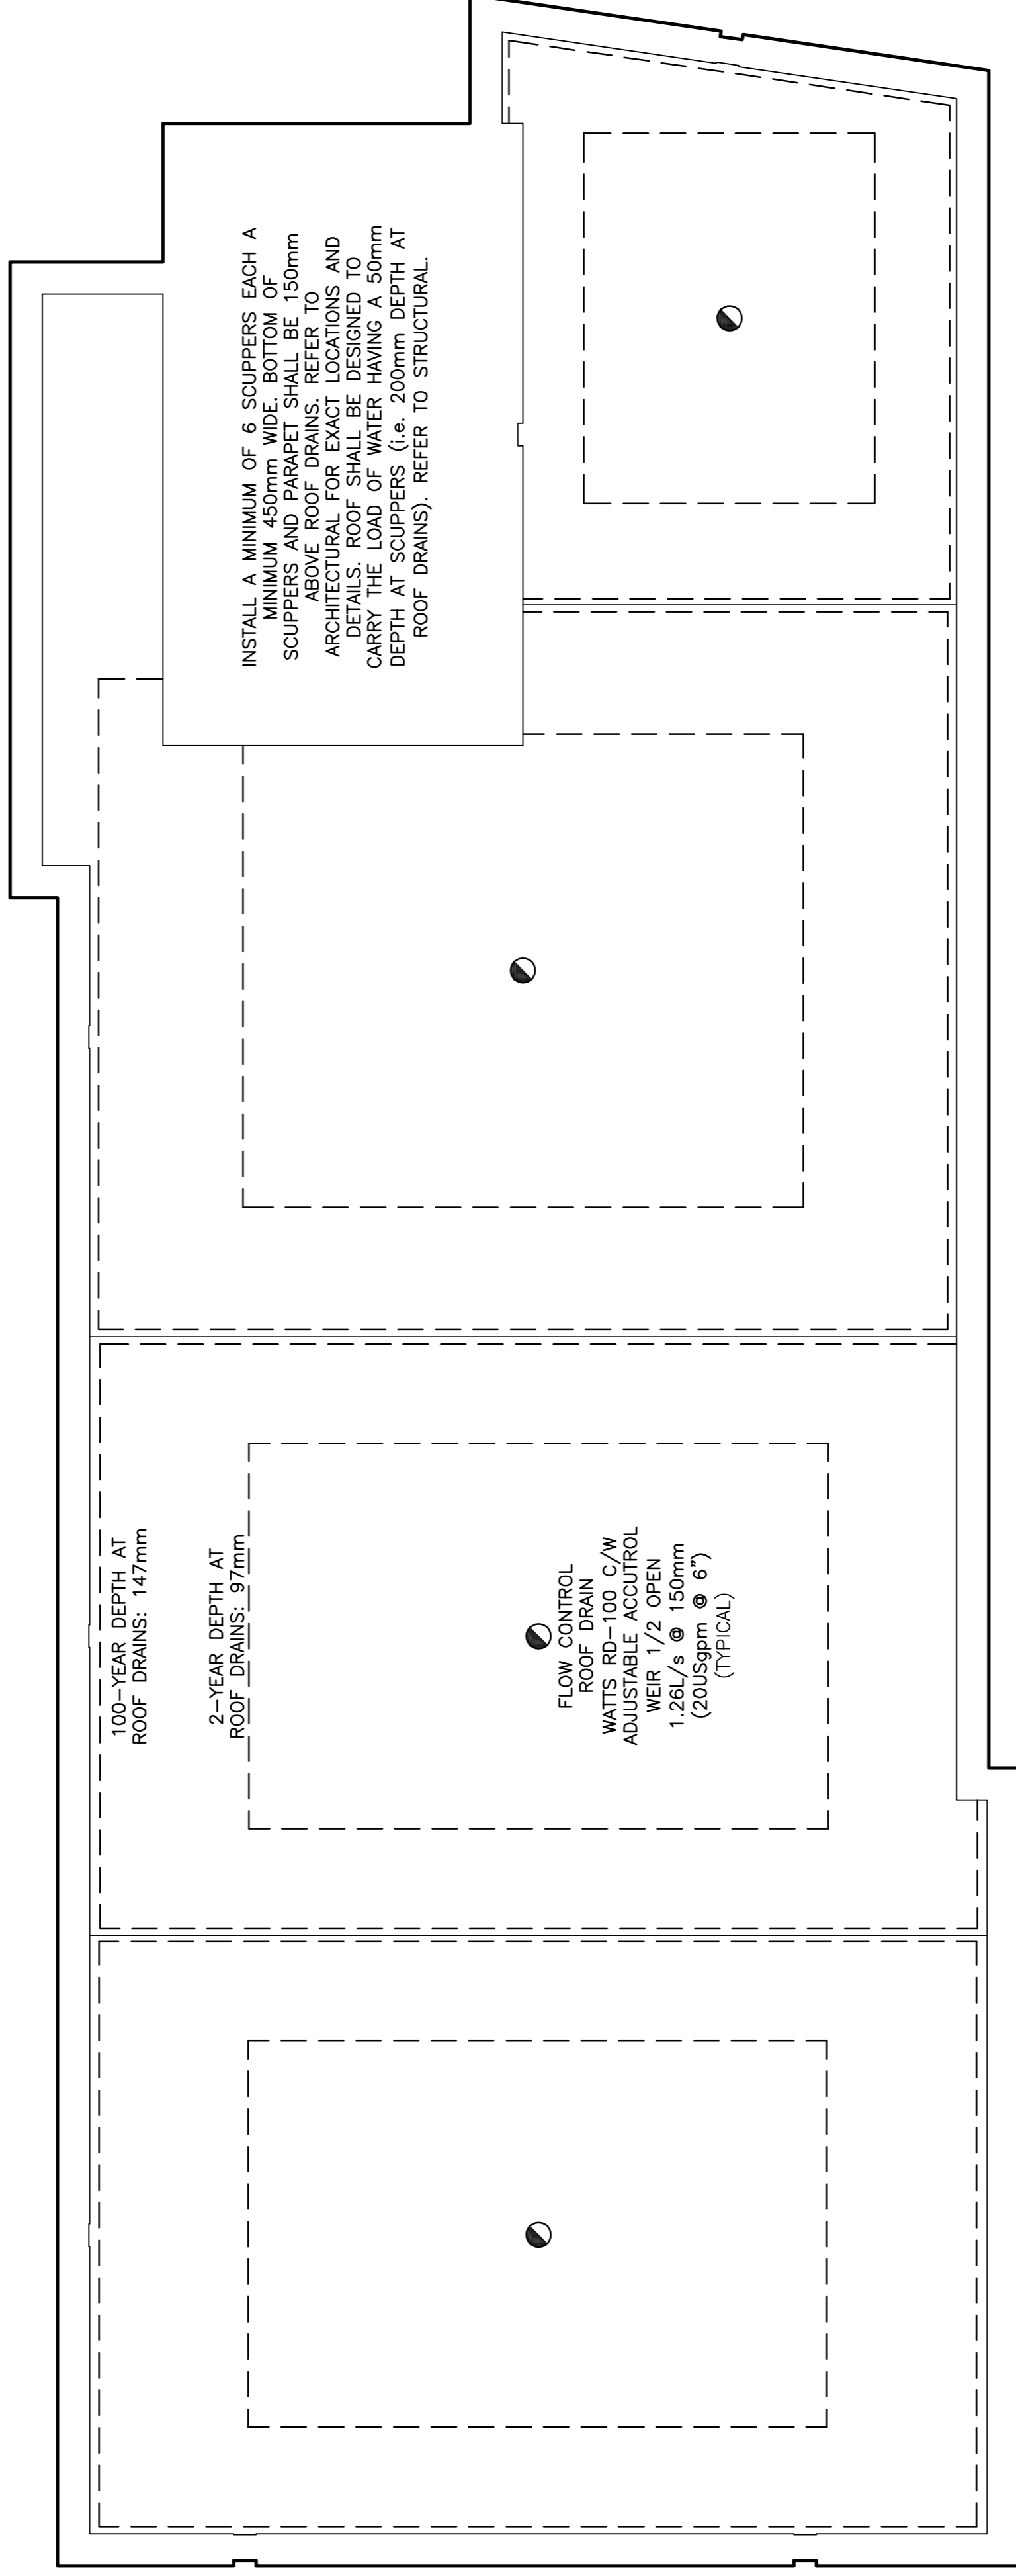 INSTALL A MINIMUM OF 6 SCUPPERS EACH A
MINIMUM 450mm WIDE. BOTTOM OF
SCUPPERS AND PARAPET SHALL BE 150mm
ABOVE ROOF DRAINS. REFER TO
ARCHITECTURAL FOR EXACT LOCATIONS AND
DETAILS. ROOF SHALL BE DESIGNED TO
CARRY THE LOAD OF WATER HAVING A 50mm
DEPTH AT SCUPPERS (i.e. 200mm DEPTH AT
ROOF DRAINS). REFER TO STRUCTURAL.
100-YEAR DEPTH AT
ROOF DRAINS: 147mm
2-YEAR DEPTH AT
ROOF DRAINS: 97mm
FLOW CONTROL
ROOF DRAIN
WATTS RD-100 C/W
ADJUSTABLE ACCUTROL
WEIR 1/2 OPEN
1.26L/s @ 150mm
(20USgpm @ 6")
(TYPICAL)